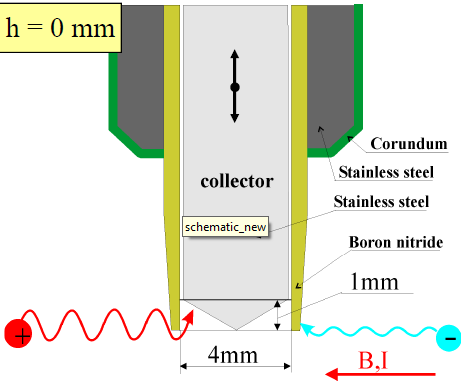 h = 0 mm
Corundum
Stainless steel
collector
Stainless steel
schematic_new
Boron nitride
1mm
+
-
4mm
B,I